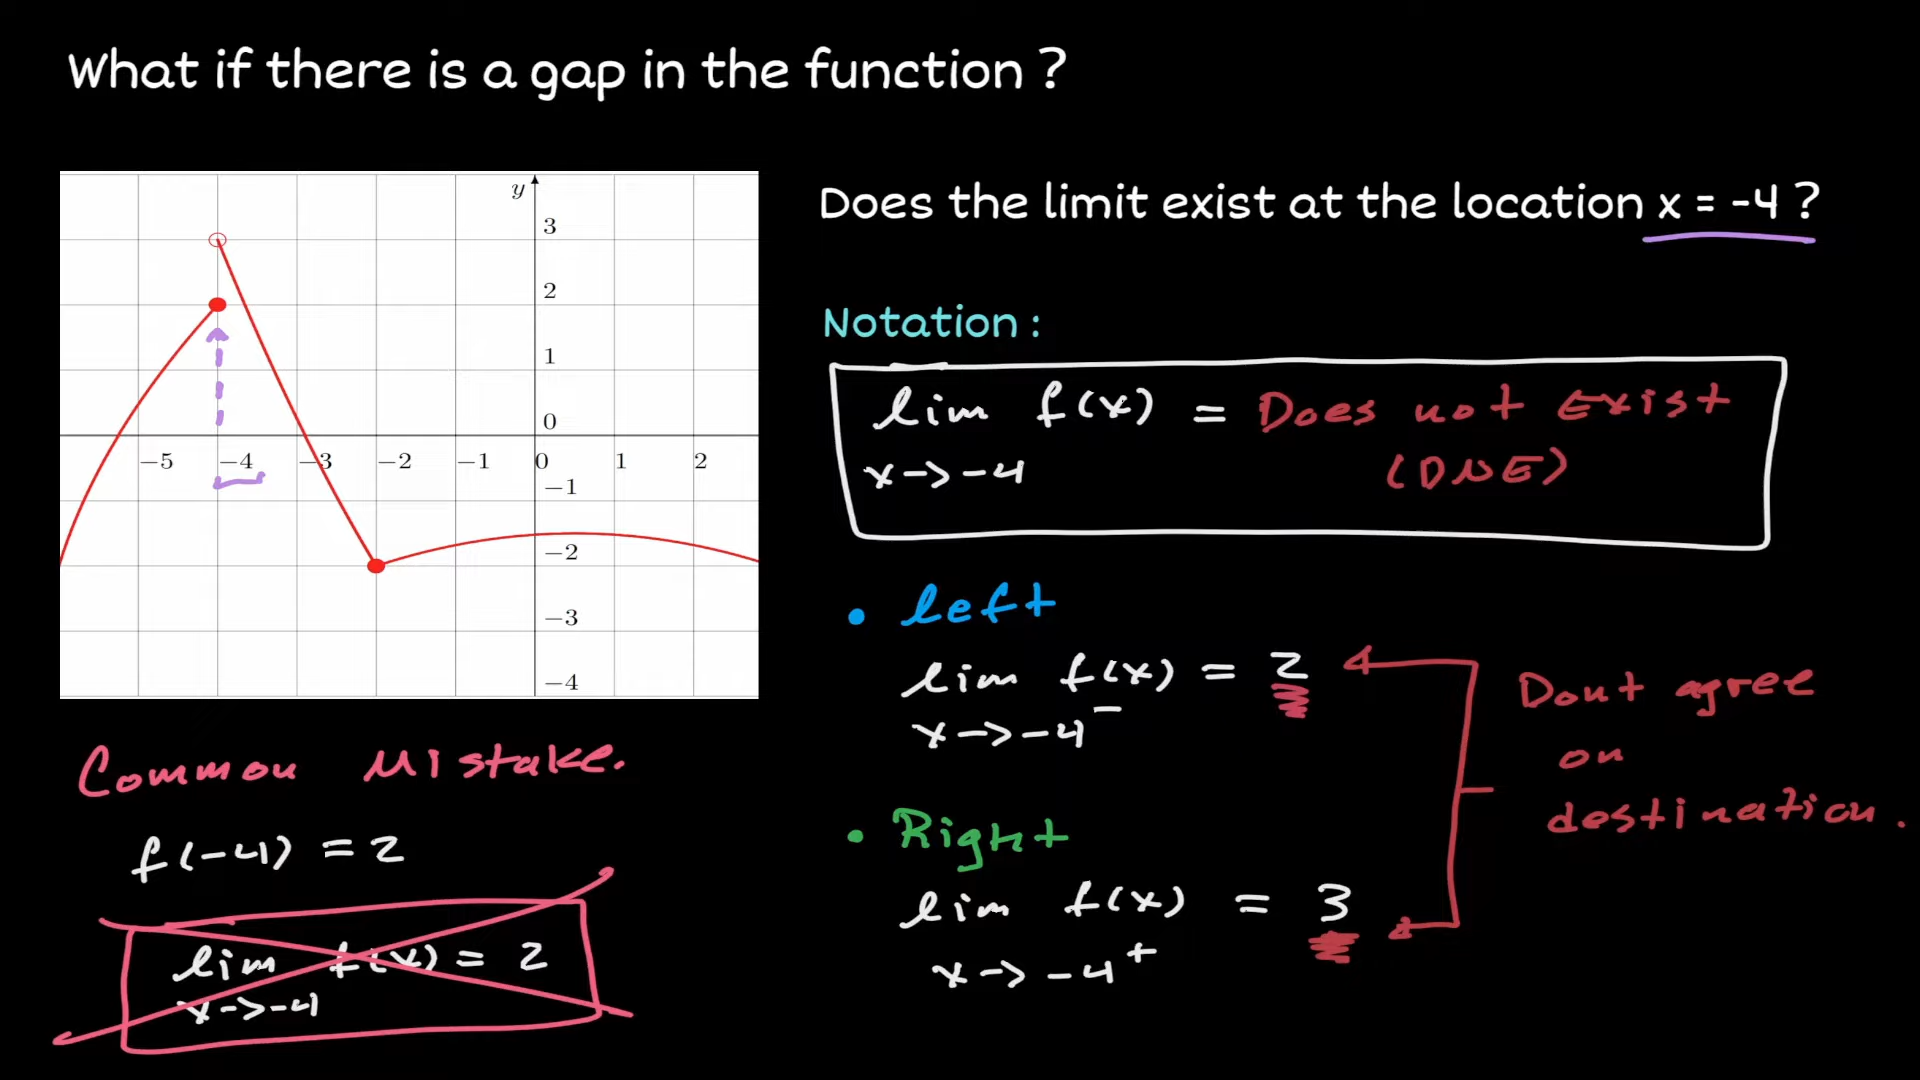 What if there is a gap in the function ?
y
3
2
1
0
−5 −4 −3 −2 −1 0 1 2
−1
−2
−3
−4
Common Mistake.
f(-4) = 2
lim f(x) = 2
x->-4
Does the limit exist at the location x = -4 ?
Notation :
lim f(x) = Does not Exist
x->-4 (DNE)
• left
lim f(x) = 2
x->-4⁻
• Right
lim f(x) = 3
x->-4⁺
Dont agree
on
destination.